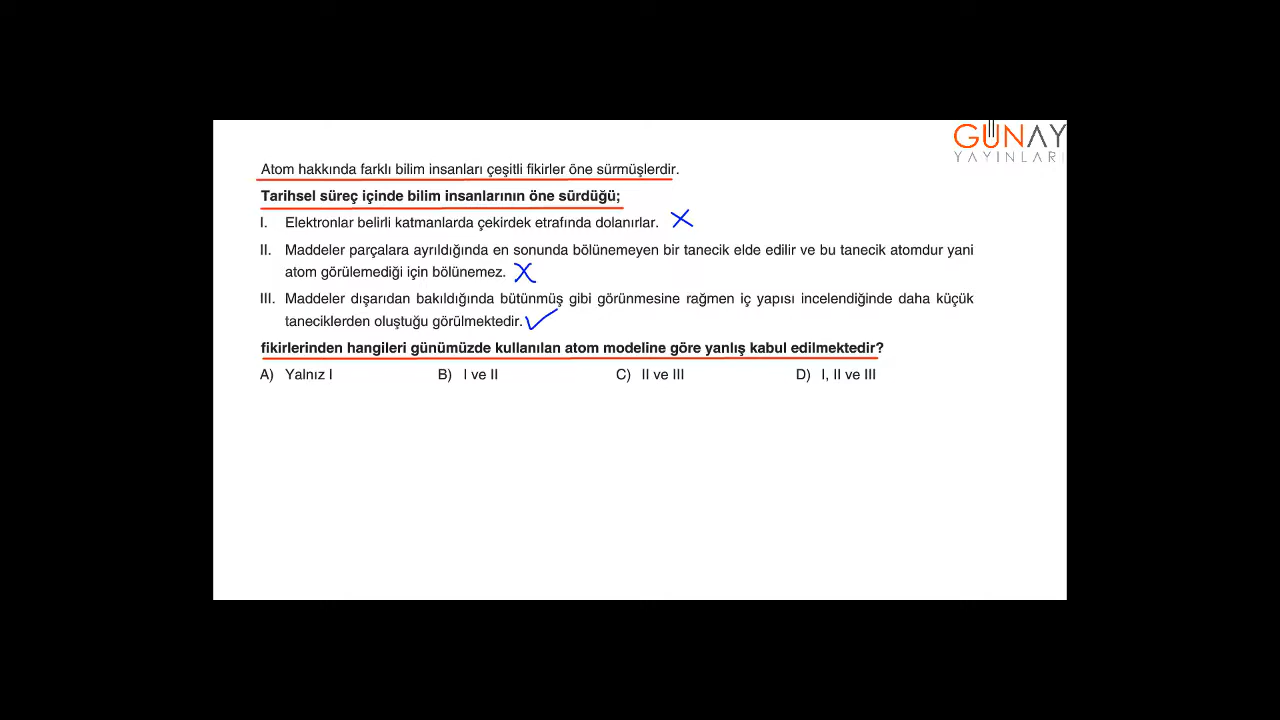 GÜNAY
YAYINLARI
Atom hakkında farklı bilim insanları çeşitli fikirler öne sürmüşlerdir.
Tarihsel süreç içinde bilim insanlarının öne sürdüğü;
I. Elektronlar belirli katmanlarda çekirdek etrafında dolanırlar.
II. Maddeler parçalara ayrıldığında en sonunda bölünemeyen bir tanecik elde edilir ve bu tanecik atomdur yani
atom görülemediği için bölünemez.
III. Maddeler dışarıdan bakıldığında bütünmüş gibi görünmesine rağmen iç yapısı incelendiğinde daha küçük
taneciklerden oluştuğu görülmektedir.
fikirlerinden hangileri günümüzde kullanılan atom modeline göre yanlış kabul edilmektedir?
A) Yalnız I B) I ve II C) II ve III D) I, II ve III